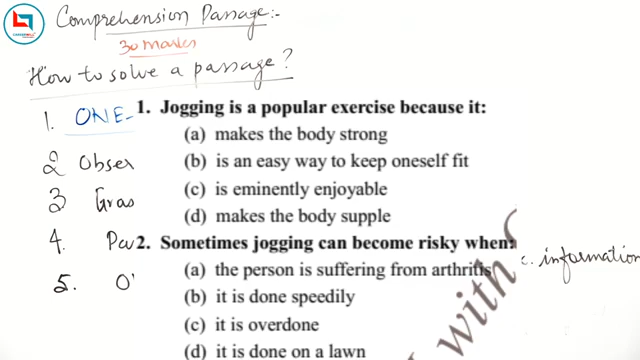 Comprehension Passage:-
30 marks
How to solve a passage?
1. ONE-
2 Obser
3 Gras
4. Pa
5. O
1. Jogging is a popular exercise because it:
(a) makes the body strong
(b) is an easy way to keep oneself fit
(c) is eminently enjoyable
(d) makes the body supple
2. Sometimes jogging can become risky when:
(a) the person is suffering from arthritis
(b) it is done speedily
(c) it is overdone
(d) it is done on a lawn
with
information